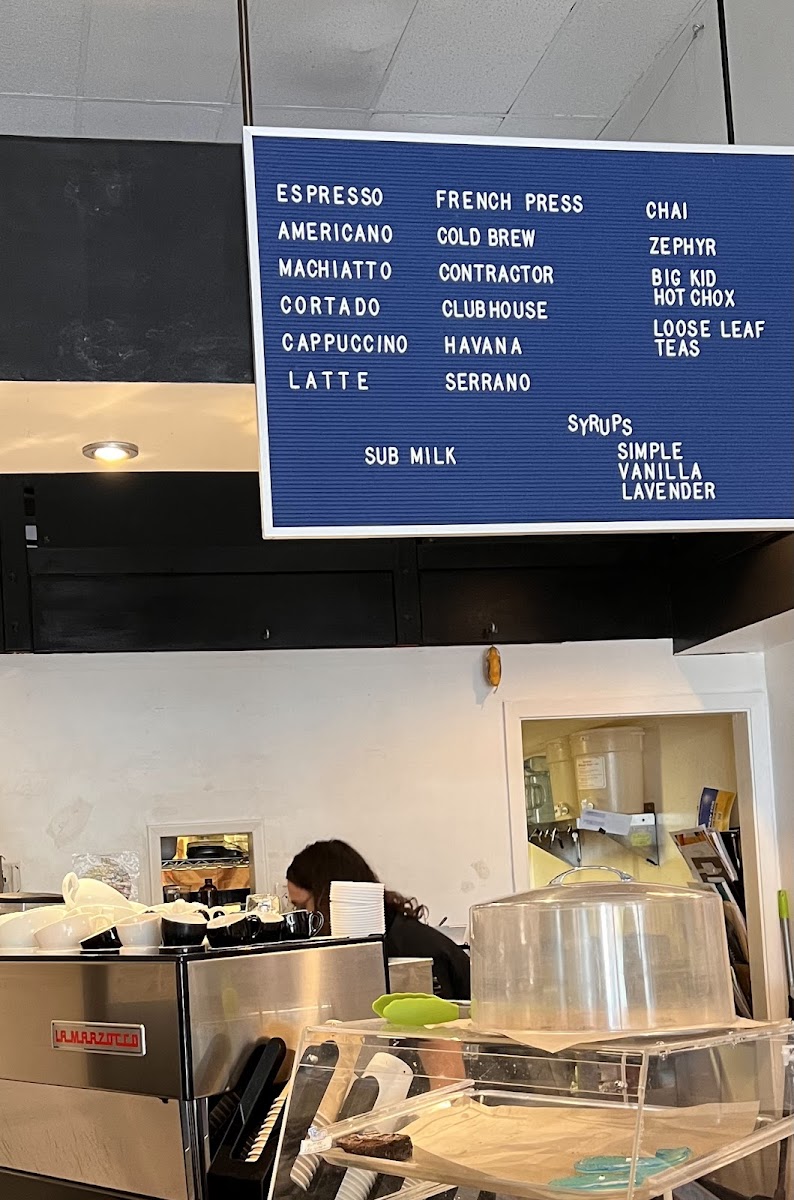 ESPRESSO
AMERICANO
MACHIATTO
CORTADO
CAPPUCCINO
LATTE
FRENCH PRESS
COLD BREW
CONTRACTOR
CLUBHOUSE
HAVANA
SERRANO
CHAI
ZEPHYR
BIG KID
HOT CHOX
LOOSE LEAF
TEAS
SUB MILK
SYRUPS
SIMPLE
VANILLA
LAVENDER
LA MARZOCCO